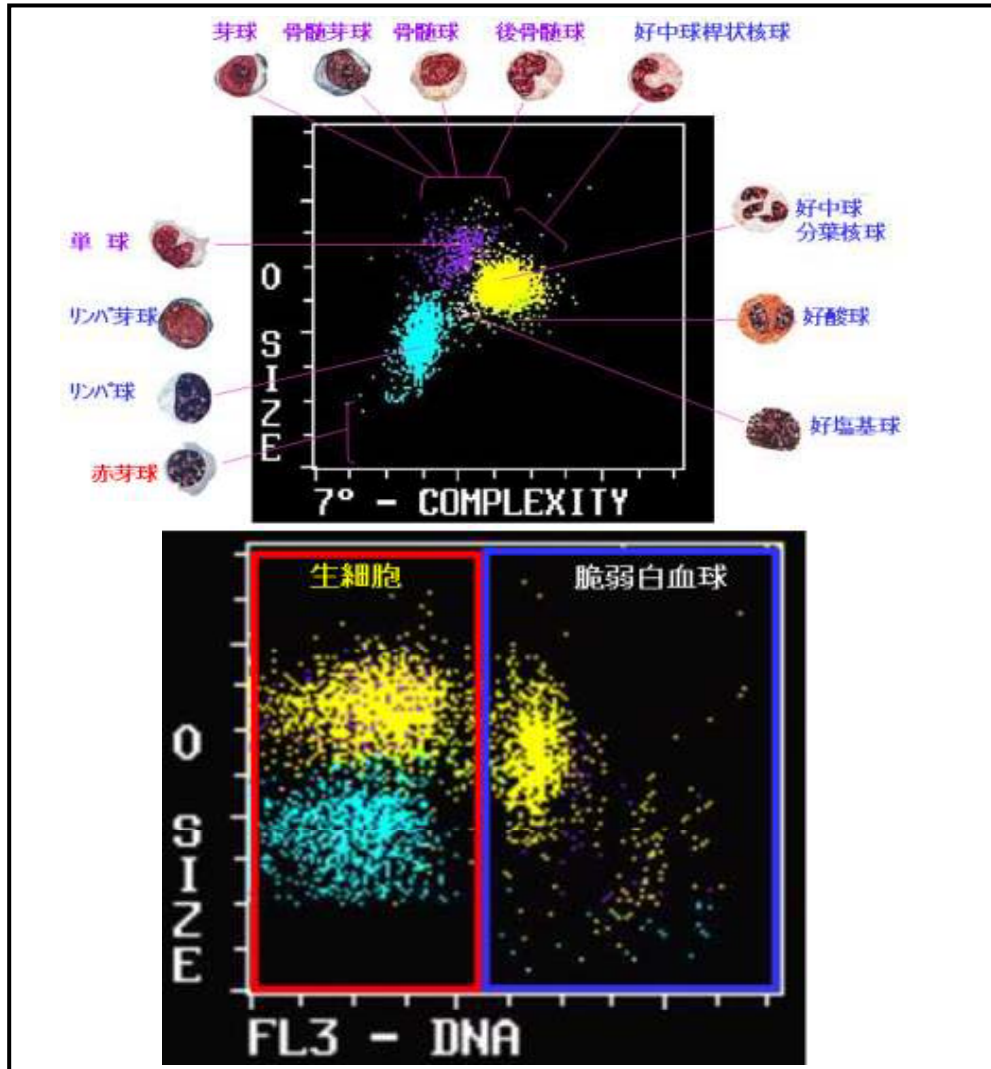 芽球 骨髄芽球 骨髄球 後骨髄球 好中球桿状核球
単 球
リンパ芽球
リンパ球
赤芽球
好中球
分葉核球
好酸球
好塩基球
0 SIZE
7° - COMPLEXITY
生細胞 脆弱白血球
0 SIZE
FL3 - DNA